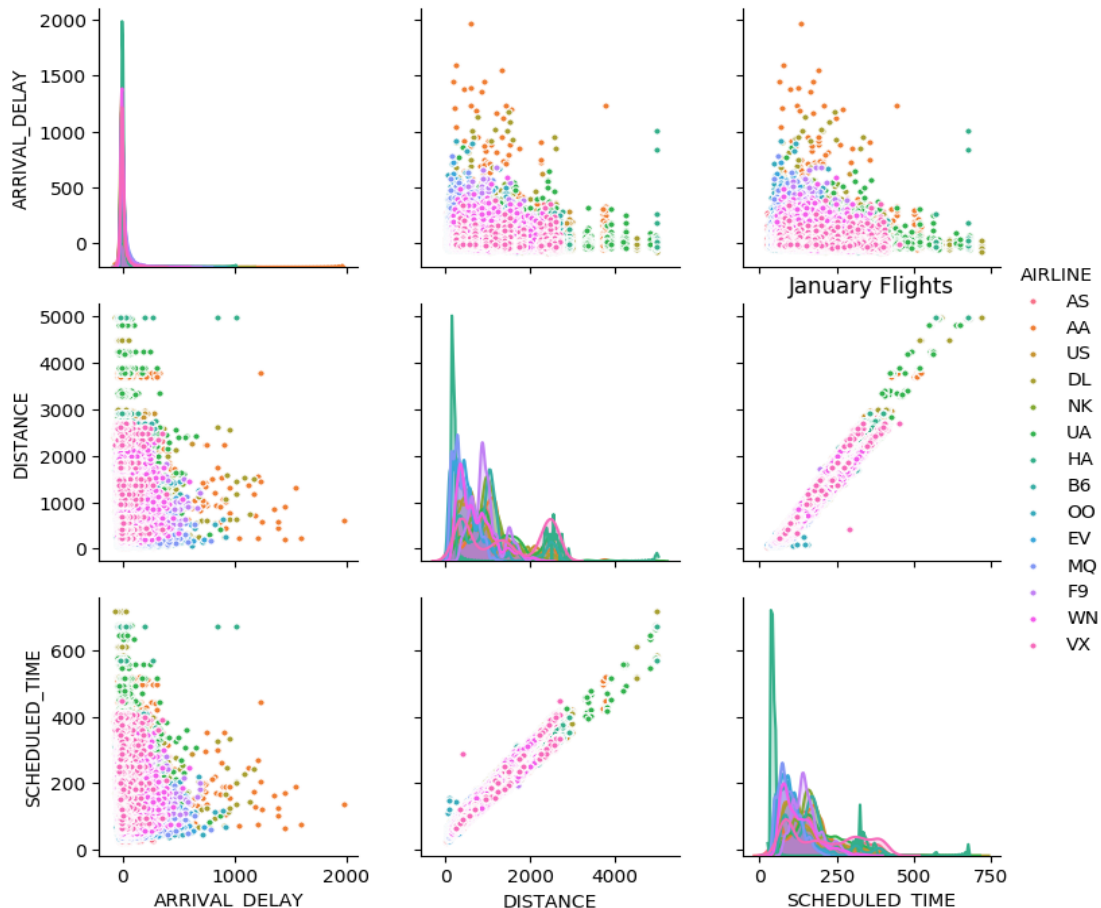 2000
1500
1000
500
0
ARRIVAL_DELAY
0 1000 2000
0 2000 4000
0 250 500 750
January Flights
5000
4000
3000
2000
1000
0
DISTANCE
AIRLINE
AS
AA
US
DL
NK
UA
HA
B6
OO
EV
MQ
F9
WN
VX
600
400
200
0
SCHEDULED_TIME
ARRIVAL_DELAY
DISTANCE
SCHEDULED_TIME